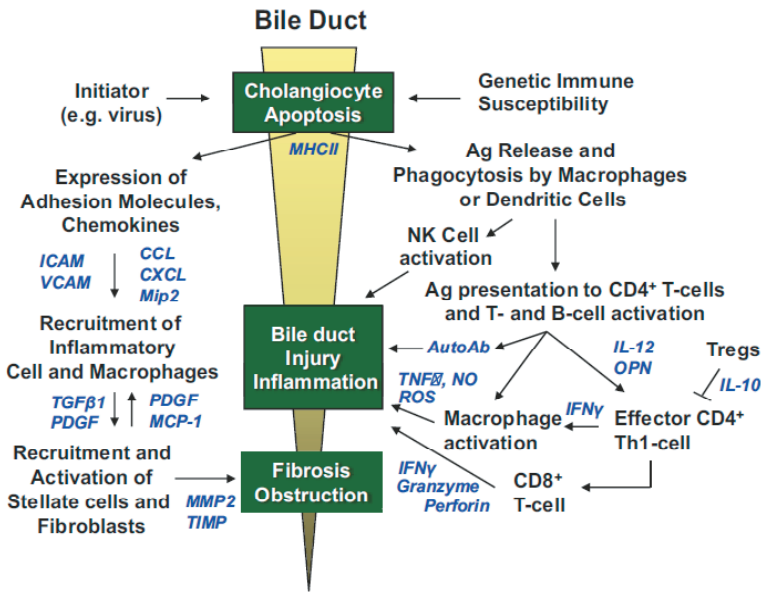 Bile Duct
Initiator
(e.g. virus)
Cholangiocyte
Apoptosis
Genetic Immune
Susceptibility
MHCII
Expression of
Adhesion Molecules,
Chemokines
Ag Release and
Phagocytosis by Macrophages
or Dendritic Cells
ICAM
VCAM
CCL
CXCL
Mip2
NK Cell
activation
Ag presentation to CD4⁺ T-cells
and T- and B-cell activation
Recruitment of
Inflammatory
Cell and Macrophages
Bile duct
Injury
Inflammation
AutoAb
IL-12
OPN
Tregs
IL-10
TNF�, NO
ROS
TGFβ1
PDGF
PDGF
MCP-1
Macrophage
activation
IFNγ
Effector CD4⁺
Th1-cell
Recruitment and
Activation of
Stellate cells and
Fibroblasts
MMP2
TIMP
Fibrosis
Obstruction
IFNγ
Granzyme
Perforin
CD8⁺
T-cell